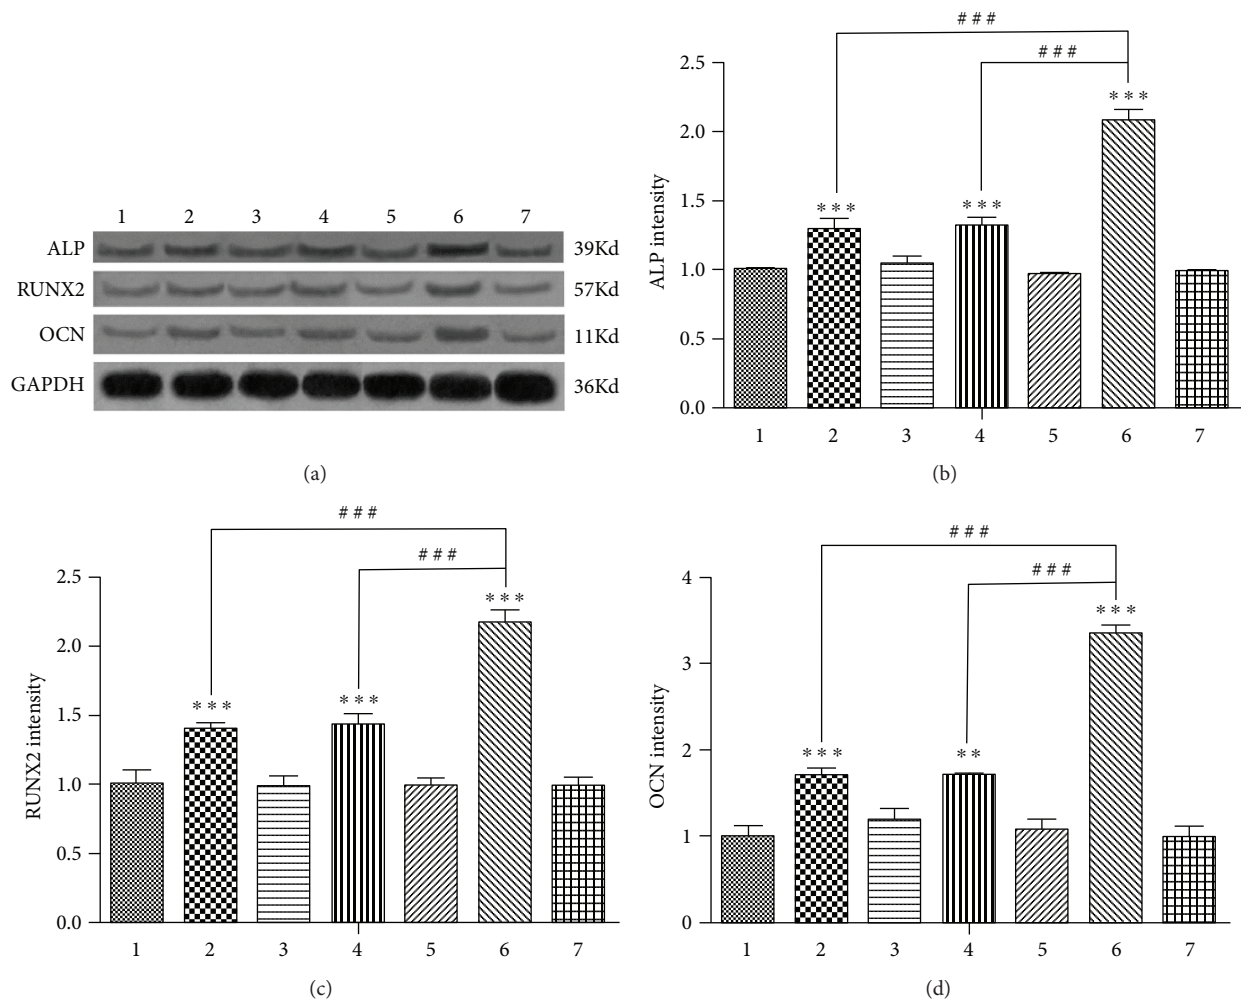 1 2 3 4 5 6 7
ALP 39Kd
RUNX2 57Kd
OCN 11Kd
GAPDH 36Kd
(a)
# # #
# # #
ALP intensity
2.5
2.0
1.5
1.0
0.5
0.0
* * *
* * *
* * *
1 2 3 4 5 6 7
(b)
# # #
# # #
RUNX2 intensity
2.5
2.0
1.5
1.0
0.5
0.0
* * *
* * *
* * *
1 2 3 4 5 6 7
(c)
# # #
# # #
OCN intensity
4
3
2
1
0
* * *
* *
* * *
1 2 3 4 5 6 7
(d)